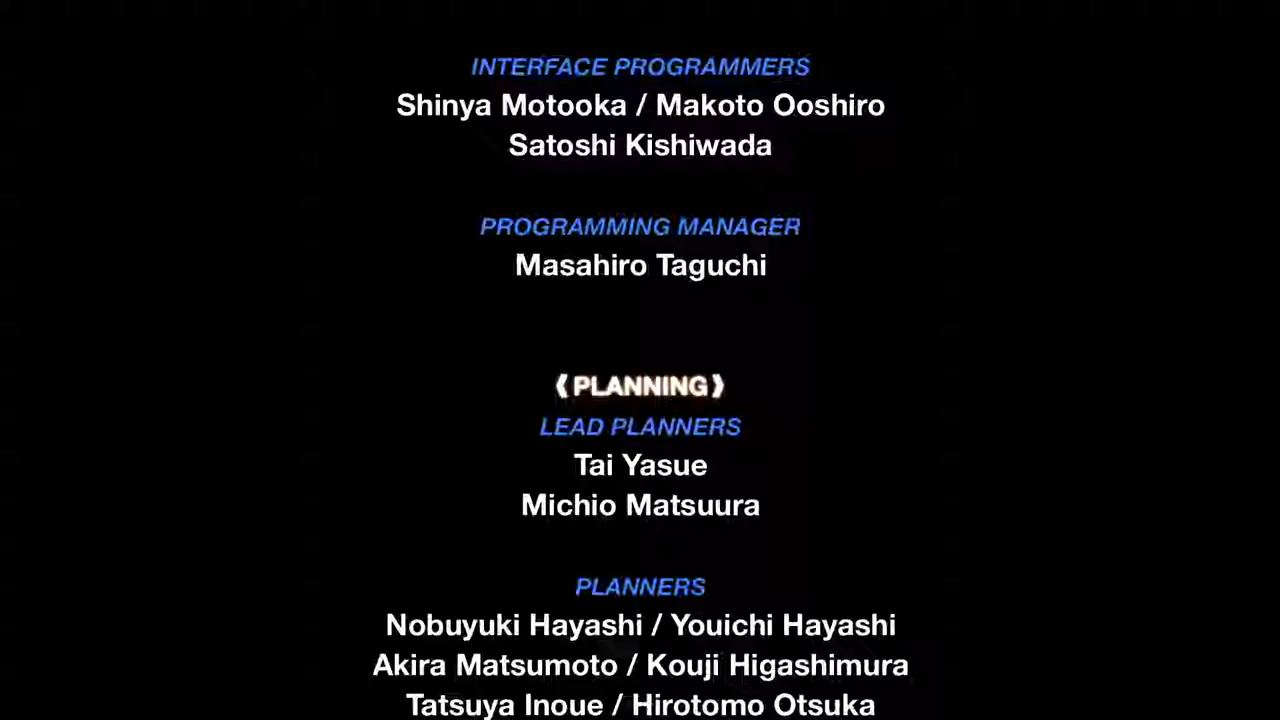 INTERFACE PROGRAMMERS
Shinya Motooka / Makoto Ooshiro
Satoshi Kishiwada
PROGRAMMING MANAGER
Masahiro Taguchi
《PLANNING》
LEAD PLANNERS
Tai Yasue
Michio Matsuura
PLANNERS
Nobuyuki Hayashi / Youichi Hayashi
Akira Matsumoto / Kouji Higashimura
Tatsuya Inoue / Hirotomo Otsuka